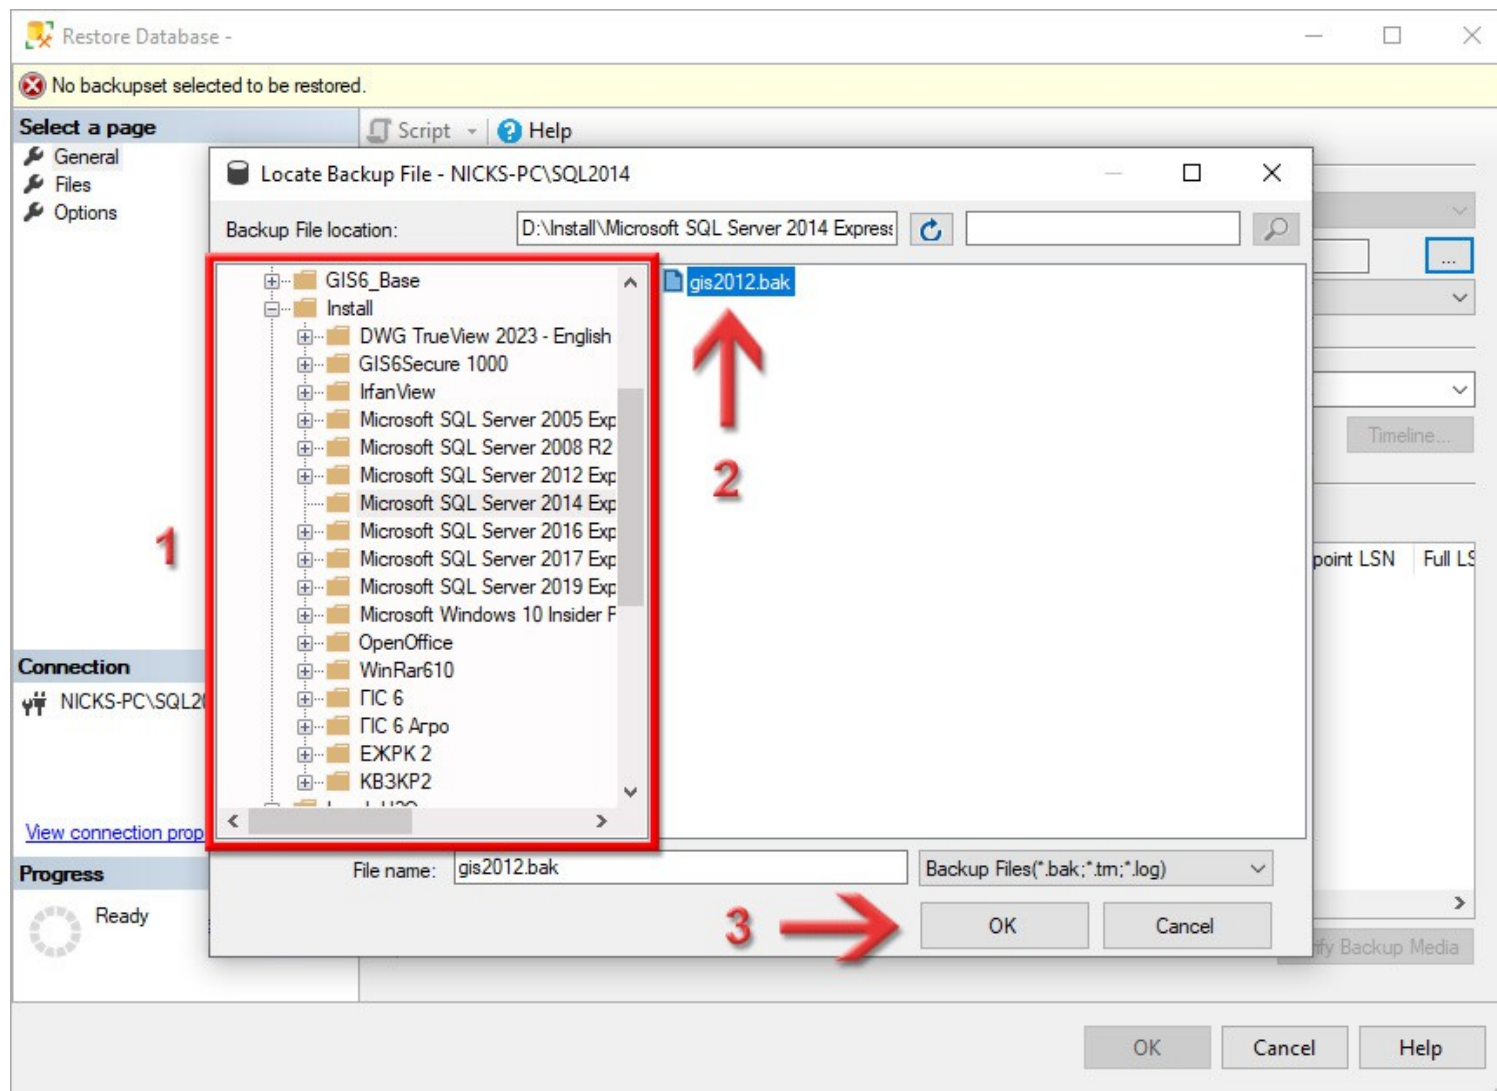 Restore Database -
No backupset selected to be restored.
Select a page
Script
Help
General
Files
Options
Locate Backup File - NICKS-PC\SQL2014
Backup File location:
D:\Install\Microsoft SQL Server 2014 Express
...
GIS6_Base
Install
DWG TrueView 2023 - English
GIS6Secure 1000
IrfanView
Microsoft SQL Server 2005 Exp
Microsoft SQL Server 2008 R2
Microsoft SQL Server 2012 Exp
Microsoft SQL Server 2014 Exp
Microsoft SQL Server 2016 Exp
Microsoft SQL Server 2017 Exp
Microsoft SQL Server 2019 Exp
Microsoft Windows 10 Insider P
OpenOffice
WinRar610
ГІС 6
ГІС 6 Агро
ЕЖРК 2
КВЗКР2
1
gis2012.bak
2
Timeline...
point LSN Full LS
Connection
NICKS-PC\SQL20
View connection prop
Progress
Ready
File name: gis2012.bak
Backup Files(*.bak;*.trn;*.log)
3
OK
Cancel
ify Backup Media
OK
Cancel
Help